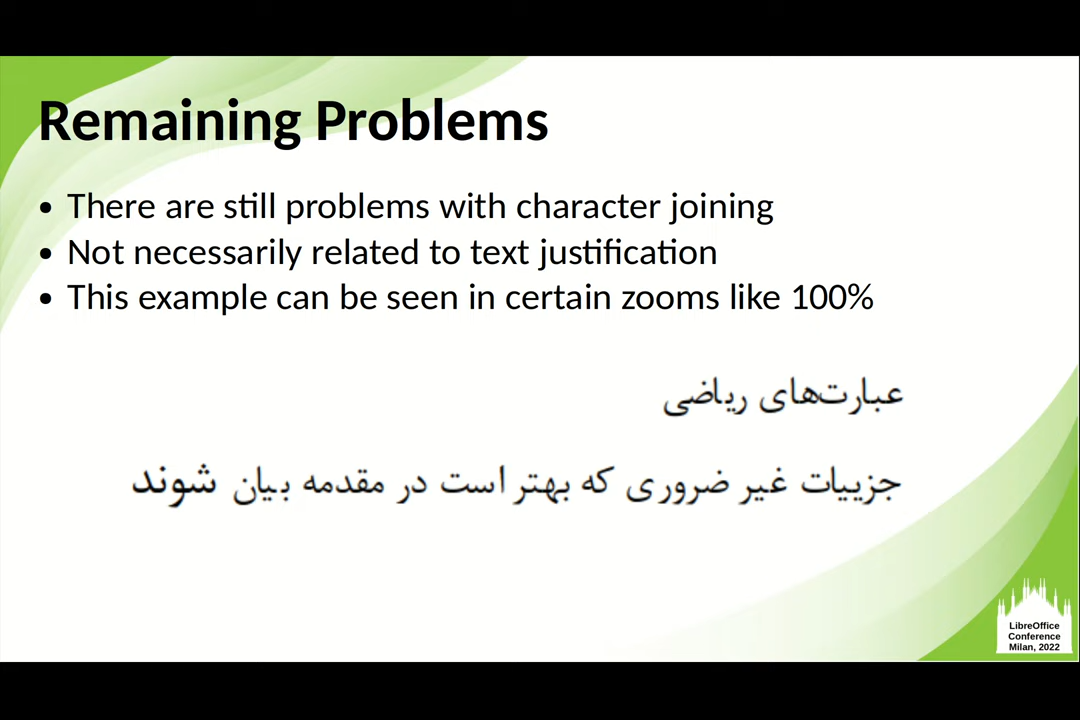 Remaining Problems
• There are still problems with character joining
• Not necessarily related to text justification
• This example can be seen in certain zooms like 100%
عبارت‌های ریاضی
جزییات غیر ضروری که بهتر است در مقدمه بیان شوند
LibreOffice
Conference
Milan, 2022